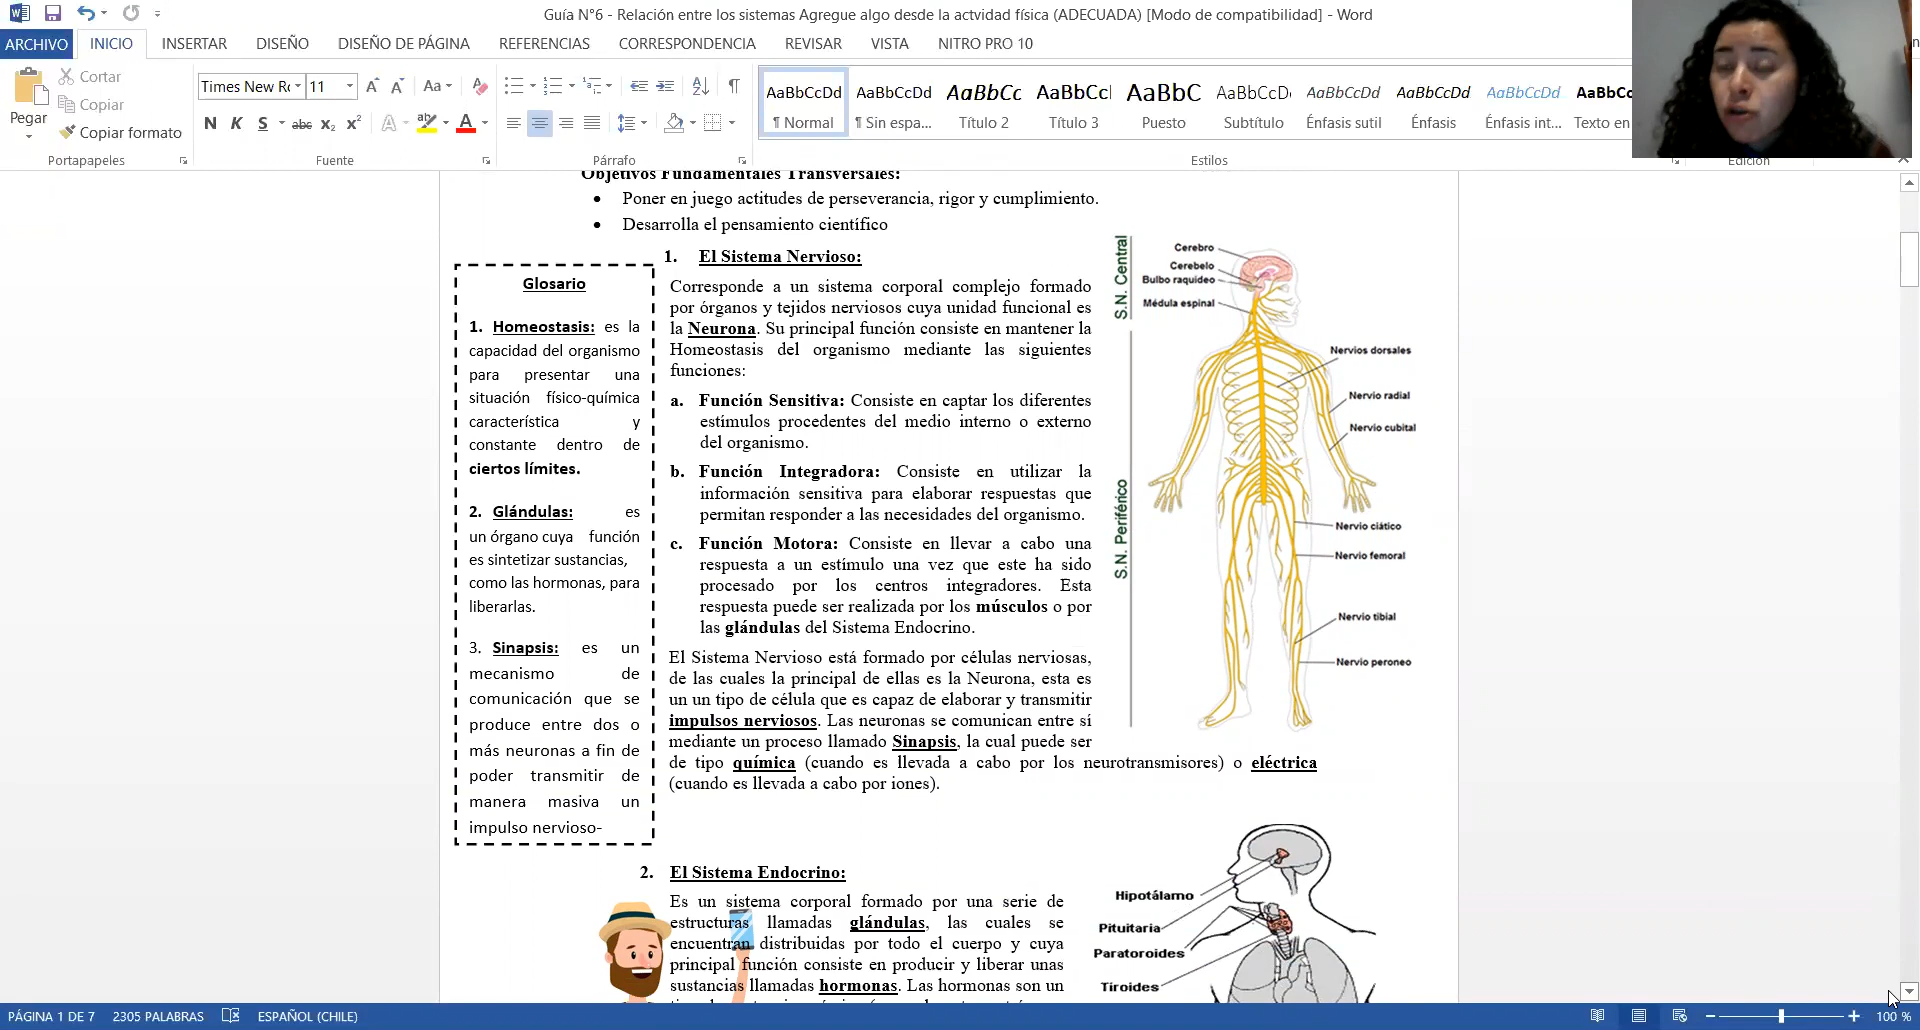 Guía N°6 - Relación entre los sistemas Agregue algo desde la actvidad física (ADECUADA) [Modo de compatibilidad] - Word
ARCHIVO INICIO INSERTAR DISEÑO DISEÑO DE PÁGINA REFERENCIAS CORRESPONDENCIA REVISAR VISTA NITRO PRO 10
Pegar
Cortar
Copiar
Copiar formato
Portapapeles
Times New Rc 11
N K S abc x₂ x² A ab A
Fuente
Párrafo
AaBbCcDd AaBbCcDd AaBbCc AaBbCcl AaBbC AaBbCcD AaBbCcDd AaBbCcDd AaBbCcDd AaBbCc
¶ Normal ¶ Sin espa... Título 2 Título 3 Puesto Subtítulo Énfasis sutil Énfasis Énfasis int... Texto en
Estilos
Edición
Objetivos Fundamentales Transversales:
• Poner en juego actitudes de perseverancia, rigor y cumplimiento.
• Desarrolla el pensamiento científico
Glosario
1. Homeostasis: es la
capacidad del organismo
para presentar una
situación físico-química
característica y
constante dentro de
ciertos límites.
2. Glándulas: es
un órgano cuya función
es sintetizar sustancias,
como las hormonas, para
liberarlas.
3. Sinapsis: es un
mecanismo de
comunicación que se
produce entre dos o
más neuronas a fin de
poder transmitir de
manera masiva un
impulso nervioso-
1. El Sistema Nervioso:
Corresponde a un sistema corporal complejo formado
por órganos y tejidos nerviosos cuya unidad funcional es
la Neurona. Su principal función consiste en mantener la
Homeostasis del organismo mediante las siguientes
funciones:
a. Función Sensitiva: Consiste en captar los diferentes
estímulos procedentes del medio interno o externo
del organismo.
b. Función Integradora: Consiste en utilizar la
información sensitiva para elaborar respuestas que
permitan responder a las necesidades del organismo.
c. Función Motora: Consiste en llevar a cabo una
respuesta a un estímulo una vez que este ha sido
procesado por los centros integradores. Esta
respuesta puede ser realizada por los músculos o por
las glándulas del Sistema Endocrino.
El Sistema Nervioso está formado por células nerviosas,
de las cuales la principal de ellas es la Neurona, esta es
un un tipo de célula que es capaz de elaborar y transmitir
impulsos nerviosos. Las neuronas se comunican entre sí
mediante un proceso llamado Sinapsis, la cual puede ser
de tipo química (cuando es llevada a cabo por los neurotransmisores) o eléctrica
(cuando es llevada a cabo por iones).
S.N. Central
S.N. Periférico
Cerebro
Cerebelo
Bulbo raquídeo
Médula espinal
Nervios dorsales
Nervio radial
Nervio cubital
Nervio ciático
Nervio femoral
Nervio tibial
Nervio peroneo
2. El Sistema Endocrino:
Es un sistema corporal formado por una serie de
estructuras llamadas glándulas, las cuales se
encuentran distribuidas por todo el cuerpo y cuya
principal función consiste en producir y liberar unas
sustancias llamadas hormonas. Las hormonas son un
Hipotálamo
Pituitaria
Paratoroides
Tiroides
PÁGINA 1 DE 7 2305 PALABRAS ESPAÑOL (CHILE) 100 %